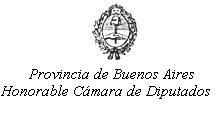 Provincia de Buenos Aires
Honorable Cámara de Diputados